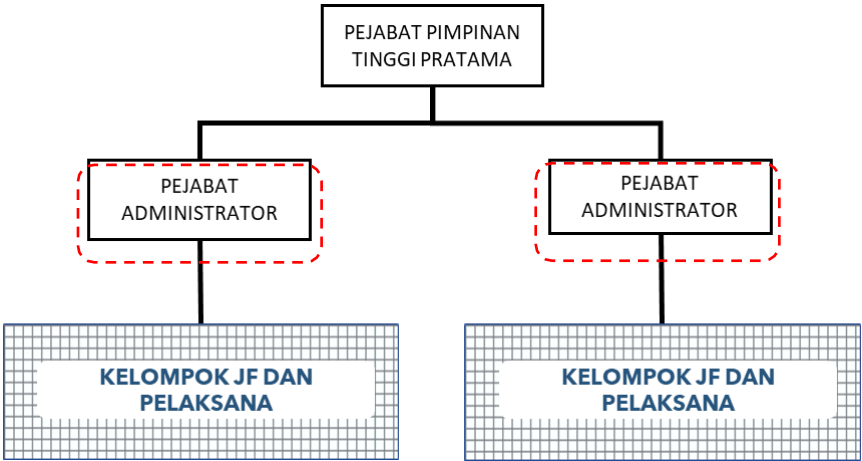 PEJABAT PIMPINAN
TINGGI PRATAMA
PEJABAT
ADMINISTRATOR
PEJABAT
ADMINISTRATOR
KELOMPOK JF DAN
PELAKSANA
KELOMPOK JF DAN
PELAKSANA